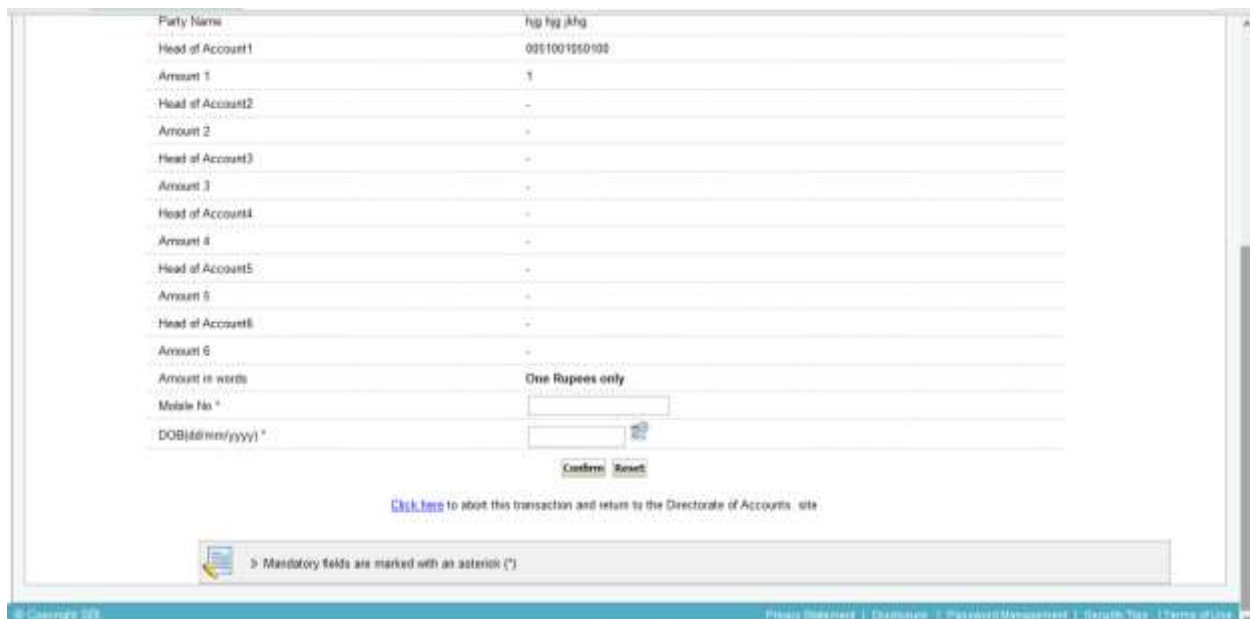 Party Name hjg hjg jkhg
Head of Account1 0051001050100
Amount 1 1
Head of Account2 -
Amount 2 -
Head of Account3 -
Amount 3 -
Head of Account4 -
Amount 4 -
Head of Account5 -
Amount 5 -
Head of Account6 -
Amount 6 -
Amount in words One Rupees only
Mobile No *
DOB(dd/mm/yyyy) *
Confirm Reset
Click here to abort this transaction and return to the Directorate of Accounts. site
> Mandatory fields are marked with an asterisk (*)
© Copyright SBI. Privacy Statement | Disclosure | Password Management | Security Tips | Terms of Use